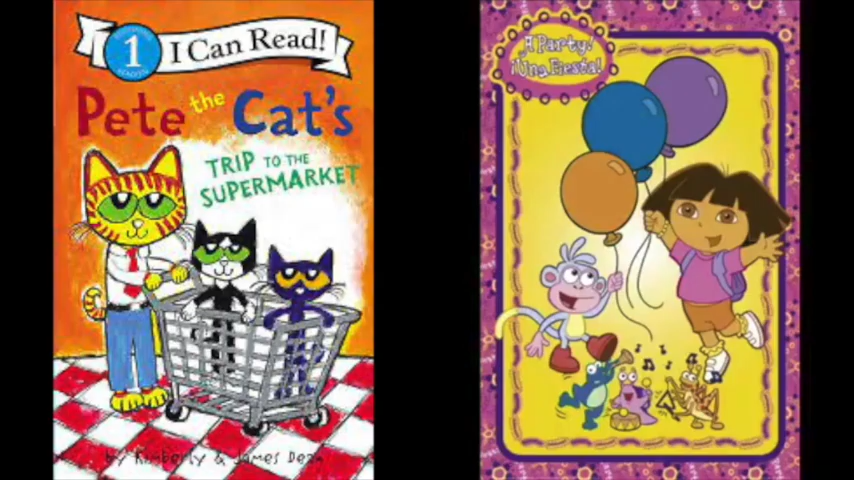 1
I Can Read!
Pete the Cat's
TRIP TO THE
SUPERMARKET
by Kimberly & James Dean
A Party!
¡Una Fiesta!